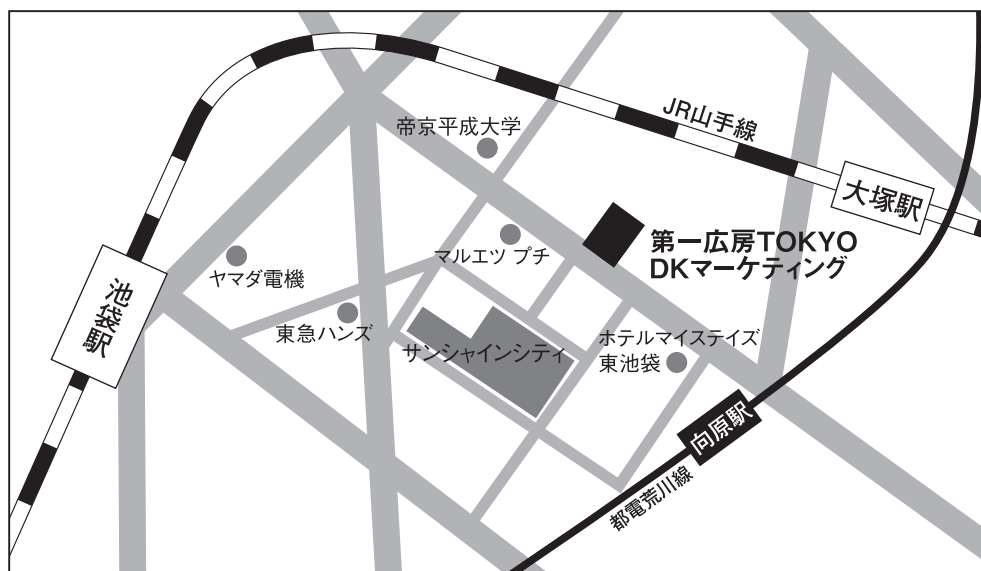 JR山手線
帝京平成大学
大塚駅
第一広房TOKYO
DKマーケティング
マルエツ プチ
ヤマダ電機
池袋駅
東急ハンズ
サンシャインシティ
ホテルマイステイズ
東池袋
向原駅
都電荒川線